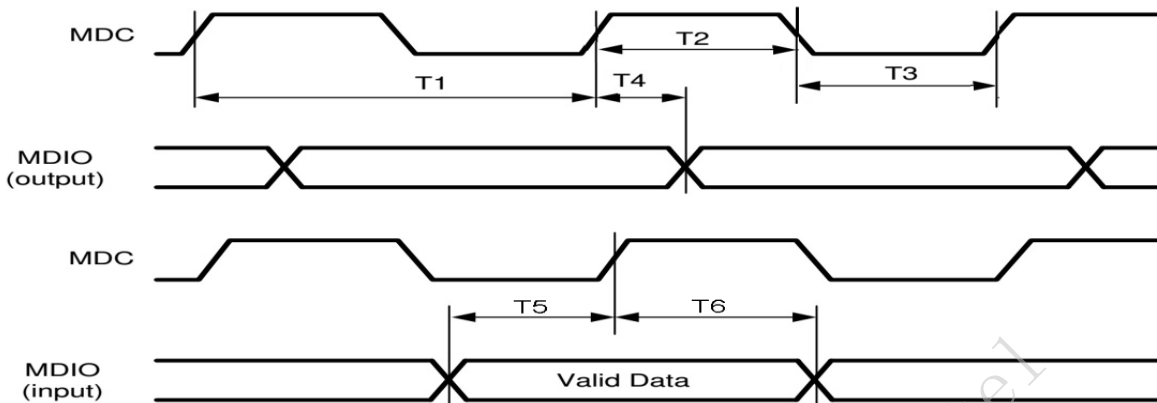 MDC
T1
T2
T3
T4
MDIO
(output)
MDC
T5
T6
MDIO
(input)
Valid Data